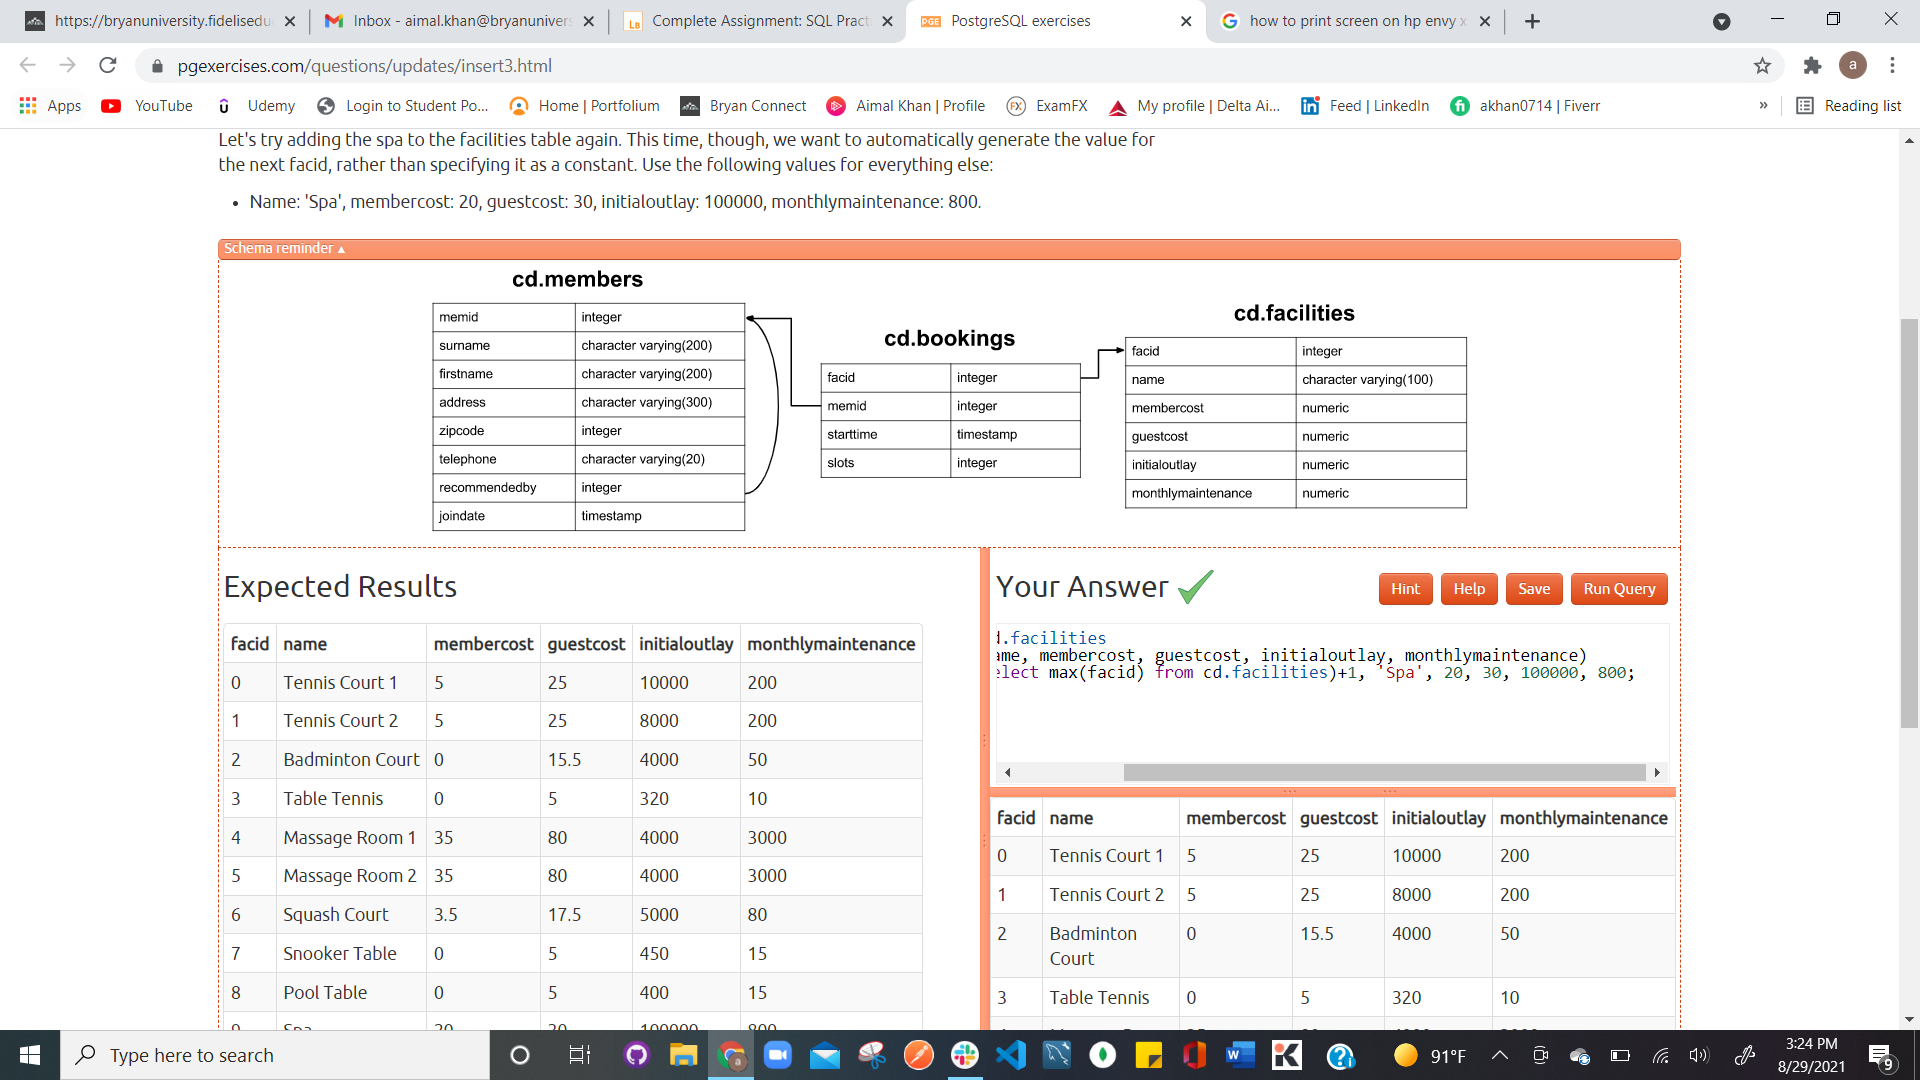 https://bryanuniversity.fidelisedu
Inbox - aimal.khan@bryanunivers
Complete Assignment: SQL Pract
PostgreSQL exercises
how to print screen on hp envy x
pgexercises.com/questions/updates/insert3.html
a
Apps
YouTube
Udemy
Login to Student Po...
Home | Portfolium
Bryan Connect
Aimal Khan | Profile
ExamFX
My profile | Delta Ai...
Feed | LinkedIn
akhan0714 | Fiverr
»
Reading list
Let's try adding the spa to the facilities table again. This time, though, we want to automatically generate the value for
the next facid, rather than specifying it as a constant. Use the following values for everything else:
• Name: 'Spa', membercost: 20, guestcost: 30, initialoutlay: 100000, monthlymaintenance: 800.
Schema reminder ▴
cd.members
memid integer
surname character varying(200)
firstname character varying(200)
address character varying(300)
zipcode integer
telephone character varying(20)
recommendedby integer
joindate timestamp
cd.bookings
facid integer
memid integer
starttime timestamp
slots integer
cd.facilities
facid integer
name character varying(100)
membercost numeric
guestcost numeric
initialoutlay numeric
monthlymaintenance numeric
Expected Results
facid name membercost guestcost initialoutlay monthlymaintenance
0 Tennis Court 1 5 25 10000 200
1 Tennis Court 2 5 25 8000 200
2 Badminton Court 0 15.5 4000 50
3 Table Tennis 0 5 320 10
4 Massage Room 1 35 80 4000 3000
5 Massage Room 2 35 80 4000 3000
6 Squash Court 3.5 17.5 5000 80
7 Snooker Table 0 5 450 15
8 Pool Table 0 5 400 15
Your Answer
Hint
Help
Save
Run Query
.facilities
me, membercost, guestcost, initialoutlay, monthlymaintenance)
lect max(facid) from cd.facilities)+1, 'Spa', 20, 30, 100000, 800;
facid name membercost guestcost initialoutlay monthlymaintenance
0 Tennis Court 1 5 25 10000 200
1 Tennis Court 2 5 25 8000 200
2 Badminton Court 0 15.5 4000 50
3 Table Tennis 0 5 320 10
Type here to search
91°F
3:24 PM
8/29/2021
9